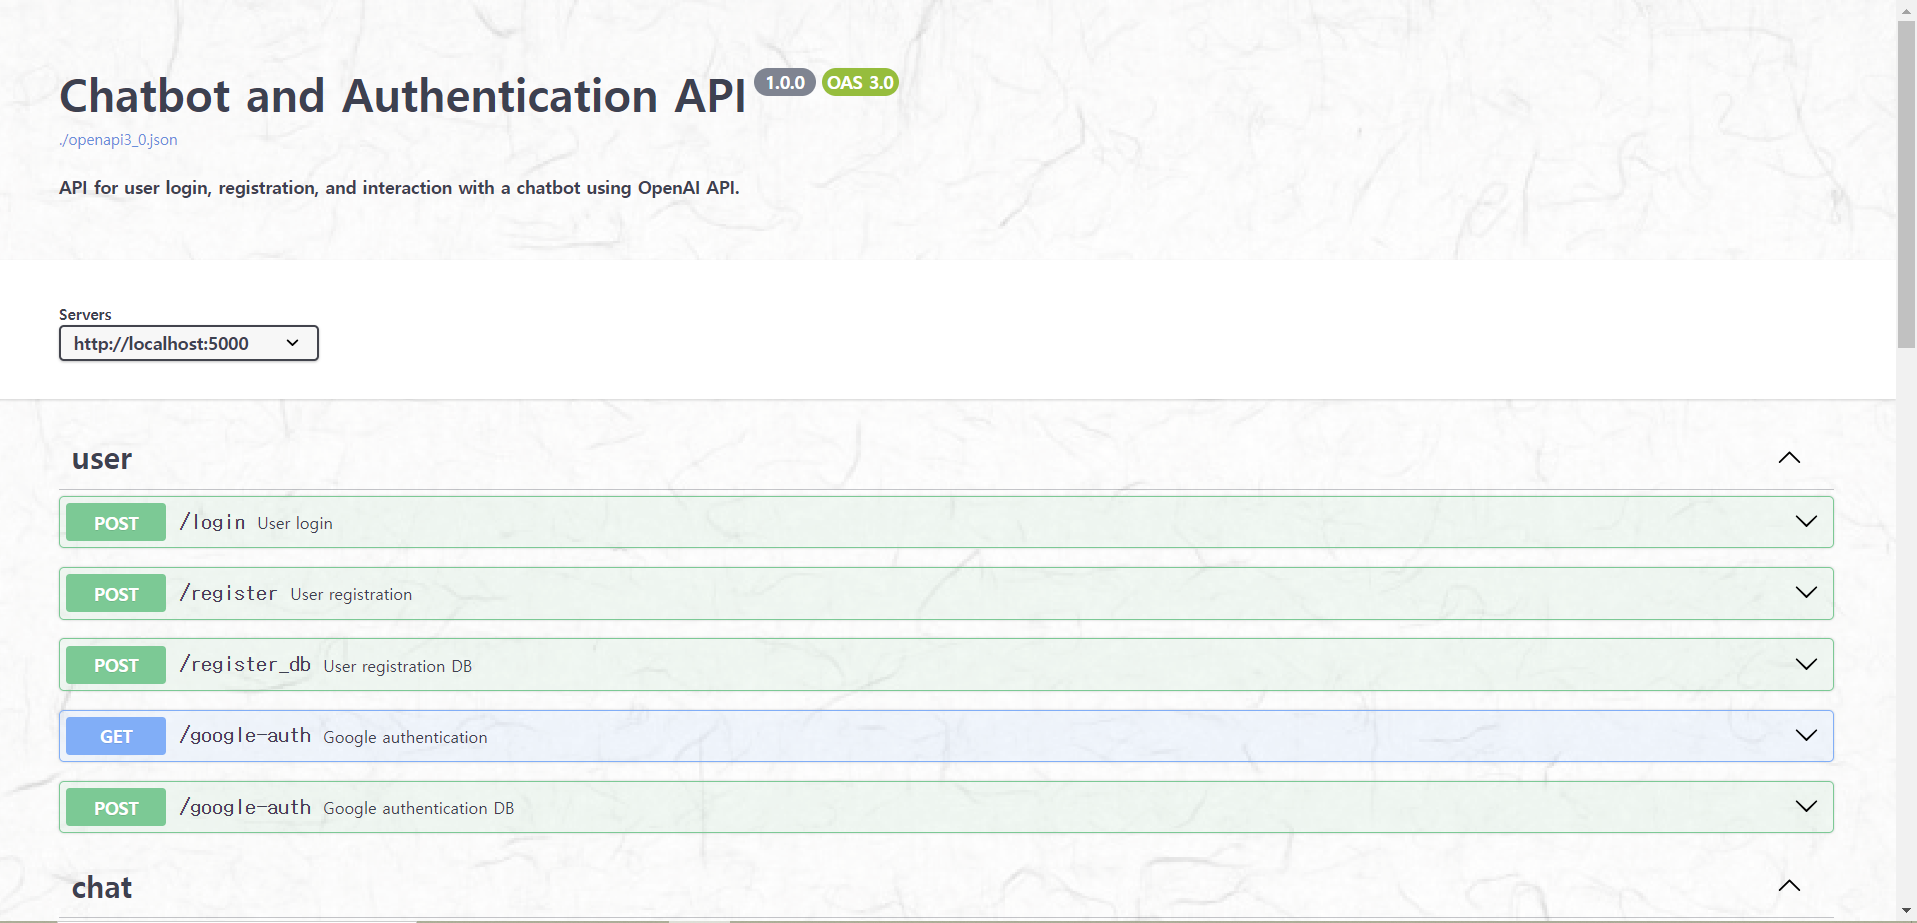 Chatbot and Authentication API 1.0.0 OAS 3.0
./openapi3_0.json
API for user login, registration, and interaction with a chatbot using OpenAI API.
Servers
http://localhost:5000
user
POST /login User login
POST /register User registration
POST /register_db User registration DB
GET /google-auth Google authentication
POST /google-auth Google authentication DB
chat